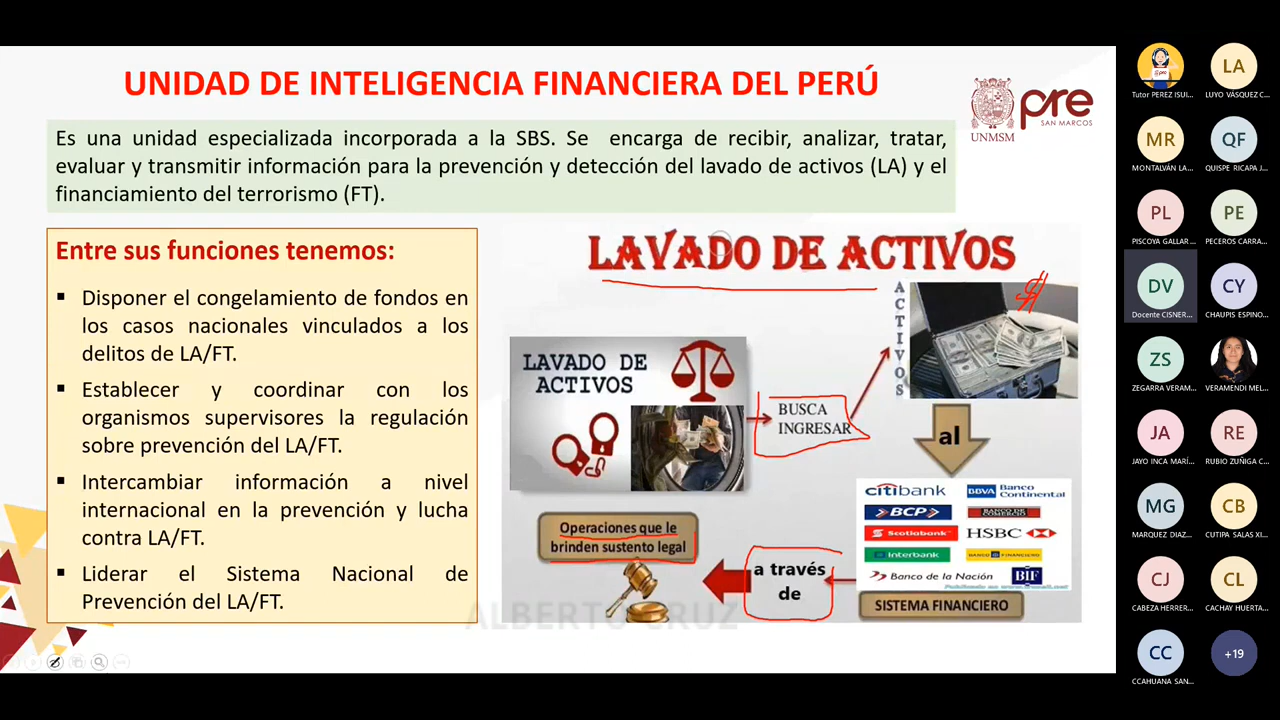 UNIDAD DE INTELIGENCIA FINANCIERA DEL PERÚ
UNMSM
pre
SAN MARCOS
Es una unidad especializada incorporada a la SBS. Se encarga de recibir, analizar, tratar,
evaluar y transmitir información para la prevención y detección del lavado de activos (LA) y el
financiamiento del terrorismo (FT).
Entre sus funciones tenemos:
▪ Disponer el congelamiento de fondos en
los casos nacionales vinculados a los
delitos de LA/FT.
▪ Establecer y coordinar con los
organismos supervisores la regulación
sobre prevención del LA/FT.
▪ Intercambiar información a nivel
internacional en la prevención y lucha
contra LA/FT.
▪ Liderar el Sistema Nacional de
Prevención del LA/FT.
LAVADO DE ACTIVOS
LAVADO DE
ACTIVOS
BUSCA
INGRESAR
ACTIVOS
$
al
citibank
BBVA Banco Continental
BCP
BANCO DE COMERCIO
Scotiabank
HSBC
Interbank
BANCO FINANCIERO
Banco de la Nación
BIF
SISTEMA FINANCIERO
a través
de
Operaciones que le
brinden sustento legal
ALBERTO CRUZ
Tutor PEREZ ISUI...
LA
LUYO VÁSQUEZ C...
MR
MONTALVÁN LA...
QF
QUISPE RICAPA J...
PL
PISCOYA GALLAR...
PE
PECEROS CARRA...
DV
Docente CISNER...
CY
CHAUPIS ESPINO...
ZS
ZEGARRA VERAM...
VERAMENDI MEL...
JA
JAYO INCA MARÍ...
RE
RUBIO ZUÑIGA C...
MG
MARQUEZ DIAZ...
CB
CUTIPA SALAS XI...
CJ
CABEZA HERRER...
CL
CACHAY HUERTA...
CC
CCAHUANA SAN...
+19